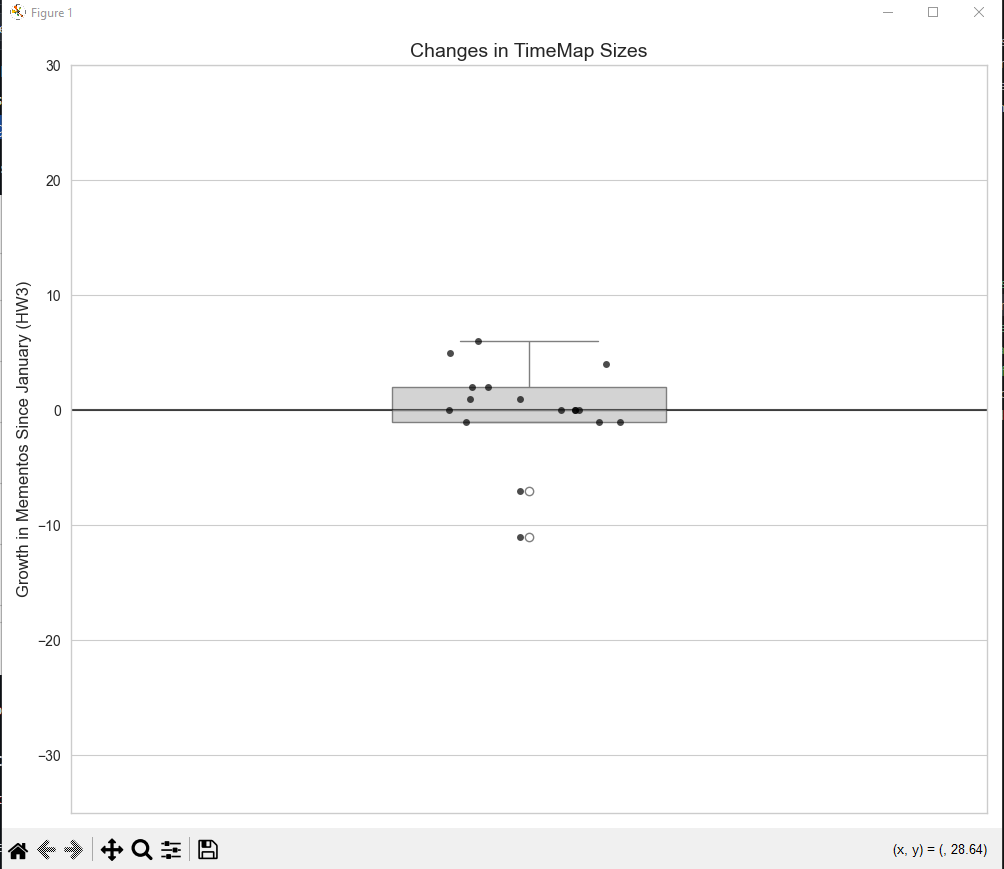 Figure 1
Changes in TimeMap Sizes
30
20
10
0
−10
−20
−30
Growth in Mementos Since January (HW3)
(x, y) = (, 28.64)